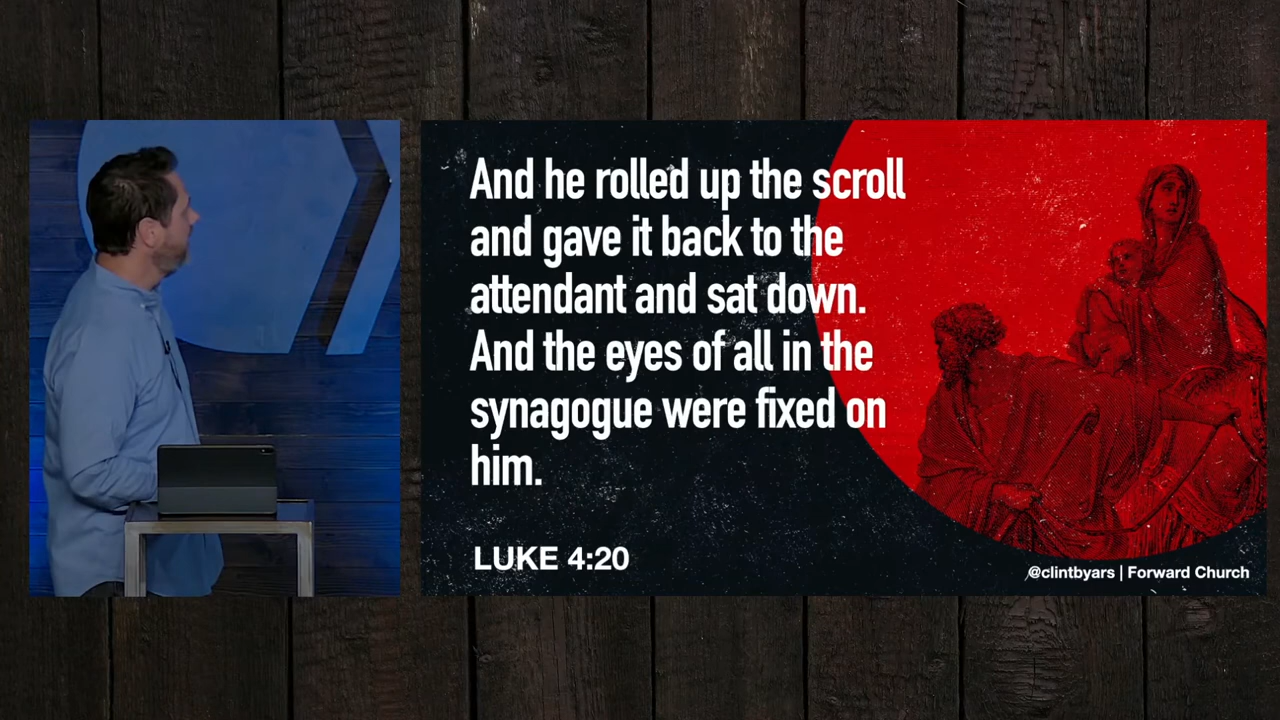 And he rolled up the scroll
and gave it back to the
attendant and sat down.
And the eyes of all in the
synagogue were fixed on
him.
LUKE 4:20
@clintbyars | Forward Church